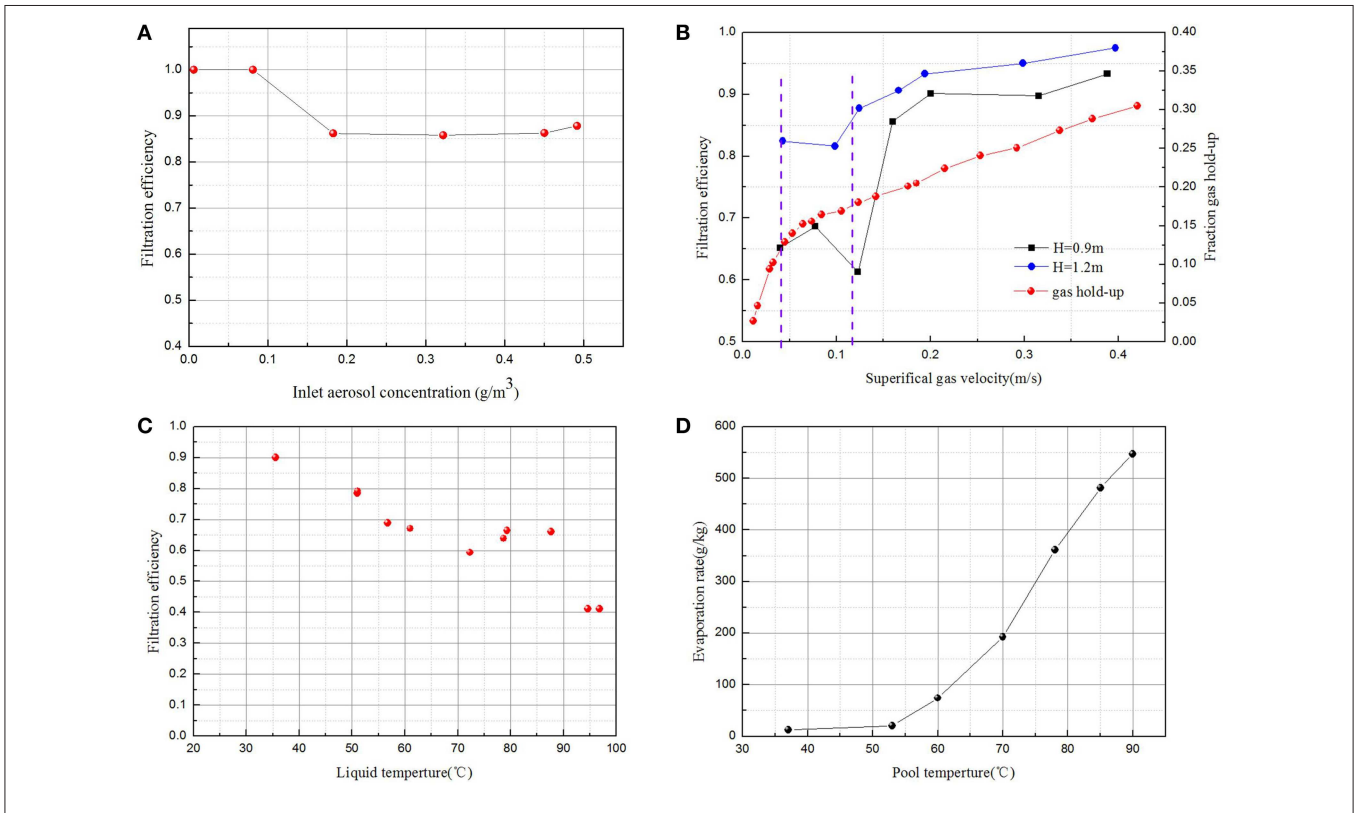 A
1.0
0.9
0.8
0.7
0.6
0.5
0.4
Filtration efficiency
0.0 0.1 0.2 0.3 0.4 0.5
Inlet aerosol concentration (g/m3)
B
1.0
0.9
0.8
0.7
0.6
0.5
Filtration efficiency
0.40
0.35
0.30
0.25
0.20
0.15
0.10
0.05
0.00
Fraction gas hold-up
H=0.9m
H=1.2m
gas hold-up
0.0 0.1 0.2 0.3 0.4
Superifical gas velocity(m/s)
C
1.0
0.9
0.8
0.7
0.6
0.5
0.4
0.3
0.2
0.1
0.0
Filtration efficiency
20 30 40 50 60 70 80 90 100
Liquid temperture(℃)
D
600
500
400
300
200
100
0
Evaporation rate(g/kg)
30 40 50 60 70 80 90
Pool temperture(℃)